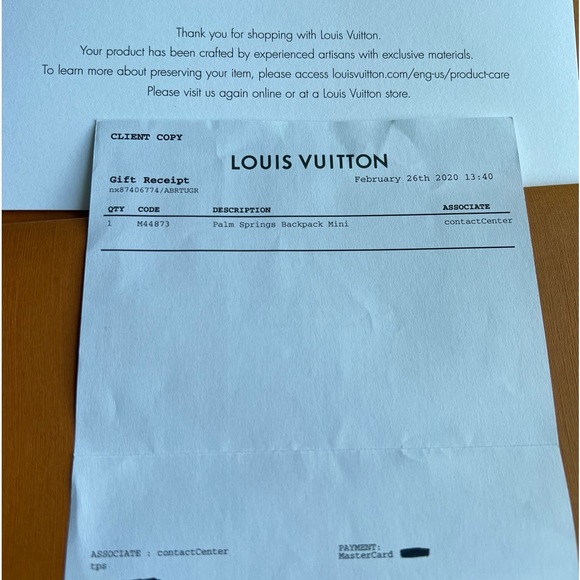 Thank you for shopping with Louis Vuitton.
Your product has been crafted by experienced artisans with exclusive materials.
To learn more about preserving your item, please access louisvuitton.com/eng-us/product-care
Please visit us again online or at a Louis Vuitton store.
CLIENT COPY
LOUIS VUITTON
Gift Receipt February 26th 2020 13:40
nx87406774/ABRTUGR
QTY CODE DESCRIPTION ASSOCIATE
1 M44873 Palm Springs Backpack Mini contactCenter
ASSOCIATE : contactCenter PAYMENT:
tps MasterCard